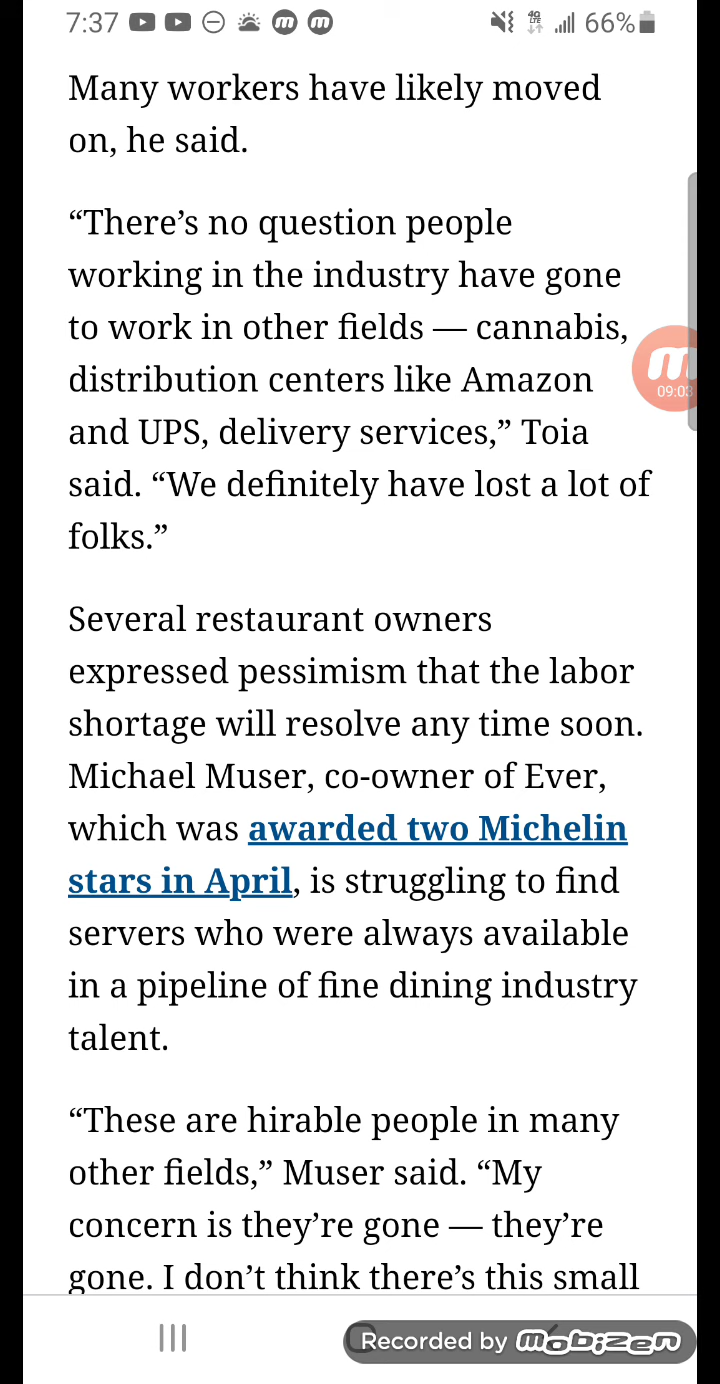 7:37 66%
Many workers have likely moved
on, he said.
“There’s no question people
working in the industry have gone
to work in other fields — cannabis,
distribution centers like Amazon
09:03
and UPS, delivery services,” Toia
said. “We definitely have lost a lot of
folks.”
Several restaurant owners
expressed pessimism that the labor
shortage will resolve any time soon.
Michael Muser, co-owner of Ever,
which was awarded two Michelin
stars in April, is struggling to find
servers who were always available
in a pipeline of fine dining industry
talent.
“These are hirable people in many
other fields,” Muser said. “My
concern is they’re gone — they’re
gone. I don’t think there’s this small
Recorded by mobizen